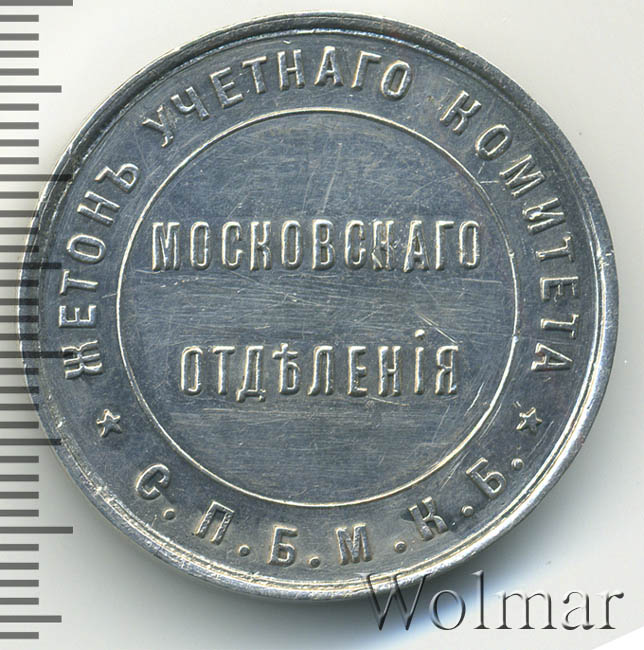 ЖЕТОНЪ УЧЕТНАГО КОМИТЕТА
МОСКОВСКАГО
ОТДѢЛЕНІЯ
* С.П.Б.М.К.Б. *
Wolmar